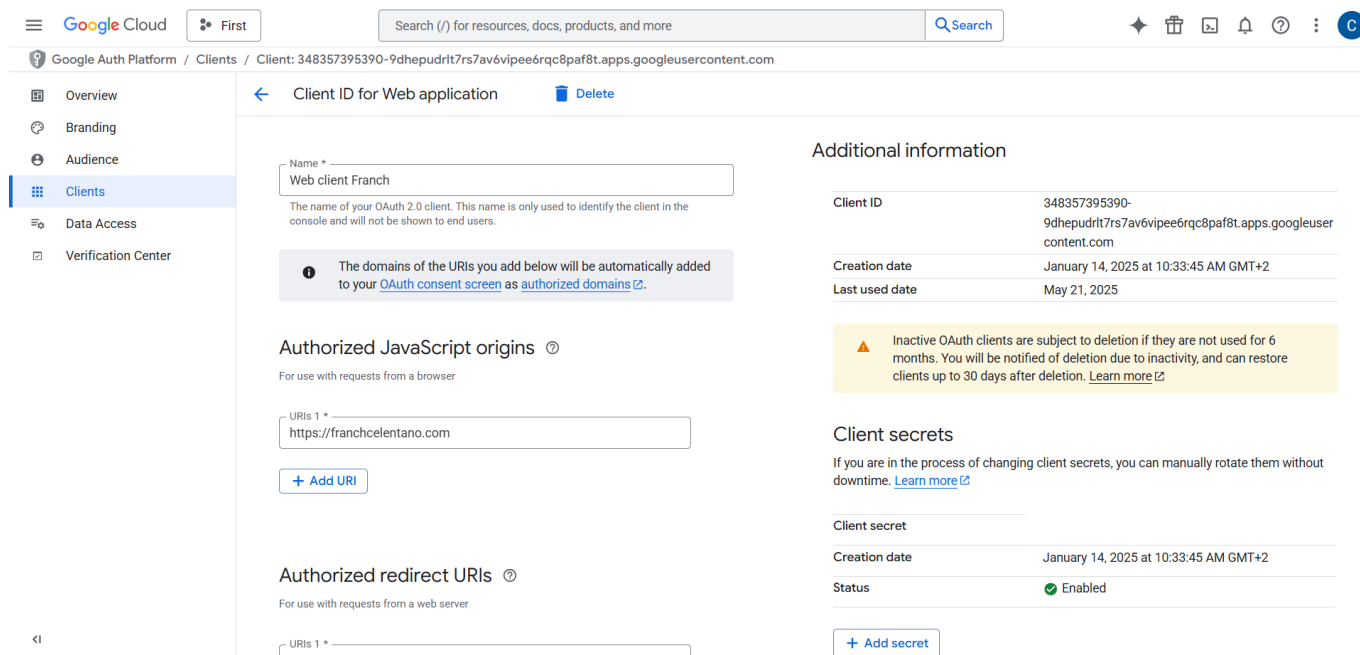 Google Cloud
First
Search (/) for resources, docs, products, and more
Search
C
Google Auth Platform / Clients / Client: 348357395390-9dhepudrlt7rs7av6vipee6rqc8paf8t.apps.googleusercontent.com
Overview
Branding
Audience
Clients
Data Access
Verification Center
Client ID for Web application
Delete
Name *
Web client Franch
The name of your OAuth 2.0 client. This name is only used to identify the client in the
console and will not be shown to end users.
The domains of the URIs you add below will be automatically added
to your OAuth consent screen as authorized domains.
Authorized JavaScript origins
For use with requests from a browser
URIs 1 *
https://franchcelentano.com
+ Add URI
Authorized redirect URIs
For use with requests from a web server
URIs 1 *
Additional information
Client ID
348357395390-
9dhepudrlt7rs7av6vipee6rqc8paf8t.apps.googleuser
content.com
Creation date
January 14, 2025 at 10:33:45 AM GMT+2
Last used date
May 21, 2025
Inactive OAuth clients are subject to deletion if they are not used for 6
months. You will be notified of deletion due to inactivity, and can restore
clients up to 30 days after deletion. Learn more
Client secrets
If you are in the process of changing client secrets, you can manually rotate them without
downtime. Learn more
Client secret
Creation date
January 14, 2025 at 10:33:45 AM GMT+2
Status
Enabled
+ Add secret